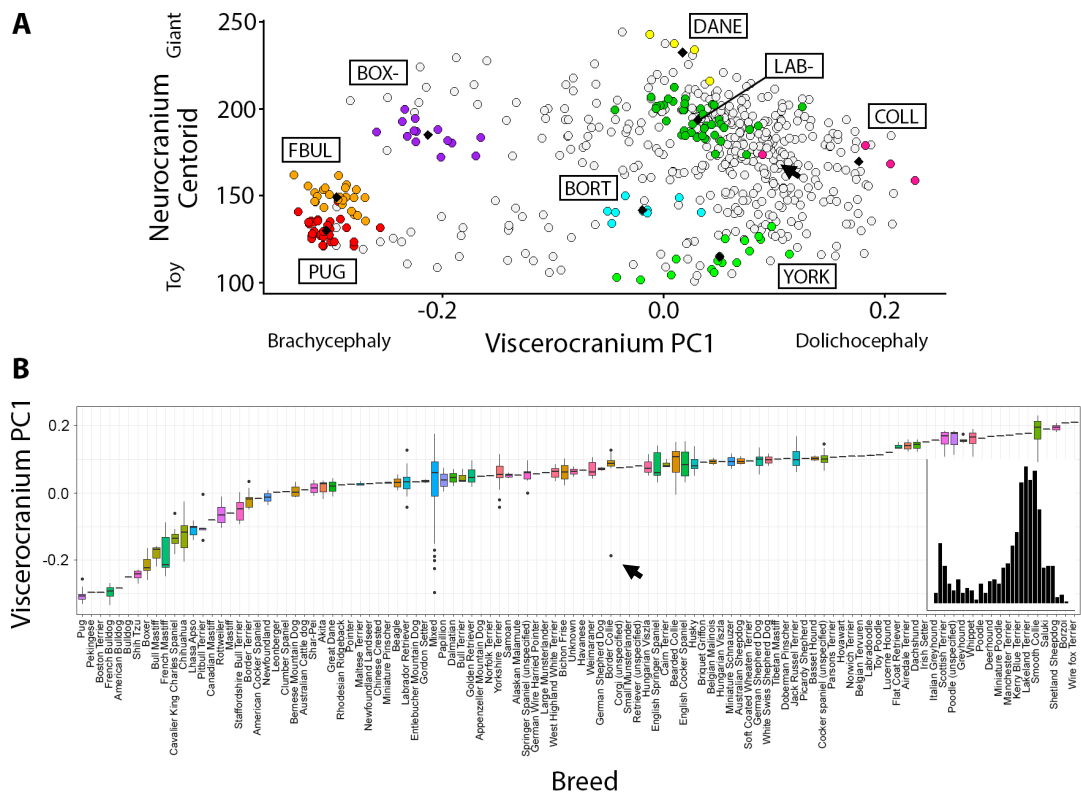 A
Giant
Neurocranium
Centorid
Toy
250
200
150
100
DANE
LAB-
BOX-
COLL
FBUL
BORT
PUG
YORK
-0.2
0.0
0.2
Brachycephaly
Viscerocranium PC1
Dolichocephaly
B
Viscerocranium PC1
0.2
0.0
-0.2
Pug
Pekingese
Boston Terrier
French Bulldog
American Bulldog
Bulldog
Shih Tzu
Boxer
Bull Mastiff
French Mastiff
Cavalier King Charles Spaniel
Chihuahua
Lhasa Apso
Pitbull Terrier
Canadian Mastiff
Rottweiler
Mastiff
Staffordshire Bull Terrier
Border Terrier
American Cocker Spaniel
Newfoundland
Leonberger
Clumber Spaniel
Bernese Mountain Dog
Australian Cattle dog
Shar-Pei
Akita
Great Dane
Rhodesian Ridgeback
Pointer
Maltese Terrier
Newfoundland Landseer
Chinese Crested
Miniature Pinscher
Beagle
Labrador Retriever
Entlebucher Mountain Dog
Gordon Setter
Mixed
Papillon
Dalmatian
Bull Terrier
Golden Retriever
Appenzeller Mountain Dog
Norfolk Terrier
Yorkshire Terrier
Samoyed
Alaskan Malamute
Springer Spaniel (unspecified)
German Wire Haired Pointer
Large Munsterlander
West Highland White Terrier
Bichon Frise
Unknown
Havanese
Weimaraner
German Shepherd Dog
Border Collie
Corgi (unspecified)
Small Munsterlander
Retriever (unspecified)
Hungarian Vizsla
English Springer Spaniel
Cairn Terrier
Bearded Collie
English Cocker Spaniel
Husky
Briquet Griffon
Belgian Malinois
Hungarian Vizla
Miniature Schnauzer
Australian Sheepdog
Soft Coated Wheaten Terrier
German Shepherd Dog
White Swiss Shepherd Dog
Tibetan Mastiff
Doberman Pinscher
Jack Russel Terrier
Picardy Shepherd
Basset Hound
Cocker spaniel (unspecified)
Parsons Terrier
Hovawart
Norwich Terrier
Belgian Tervuren
Labradoodle
Toy Poodle
Lucerne Hound
Flat Coated Retriever
Airedale Terrier
Dachshund
Irish Setter
Italian Greyhound
Scottish Terrier
Poodle (unspecified)
Greyhound
Whippet
Poodle
Deerhound
Miniature Poodle
Manchester Terrier
Kerry Blue Terrier
Lakeland Terrier
Smooth Collie
Saluki
Shetland Sheepdog
Borzoi
Wire fox Terrier
Breed